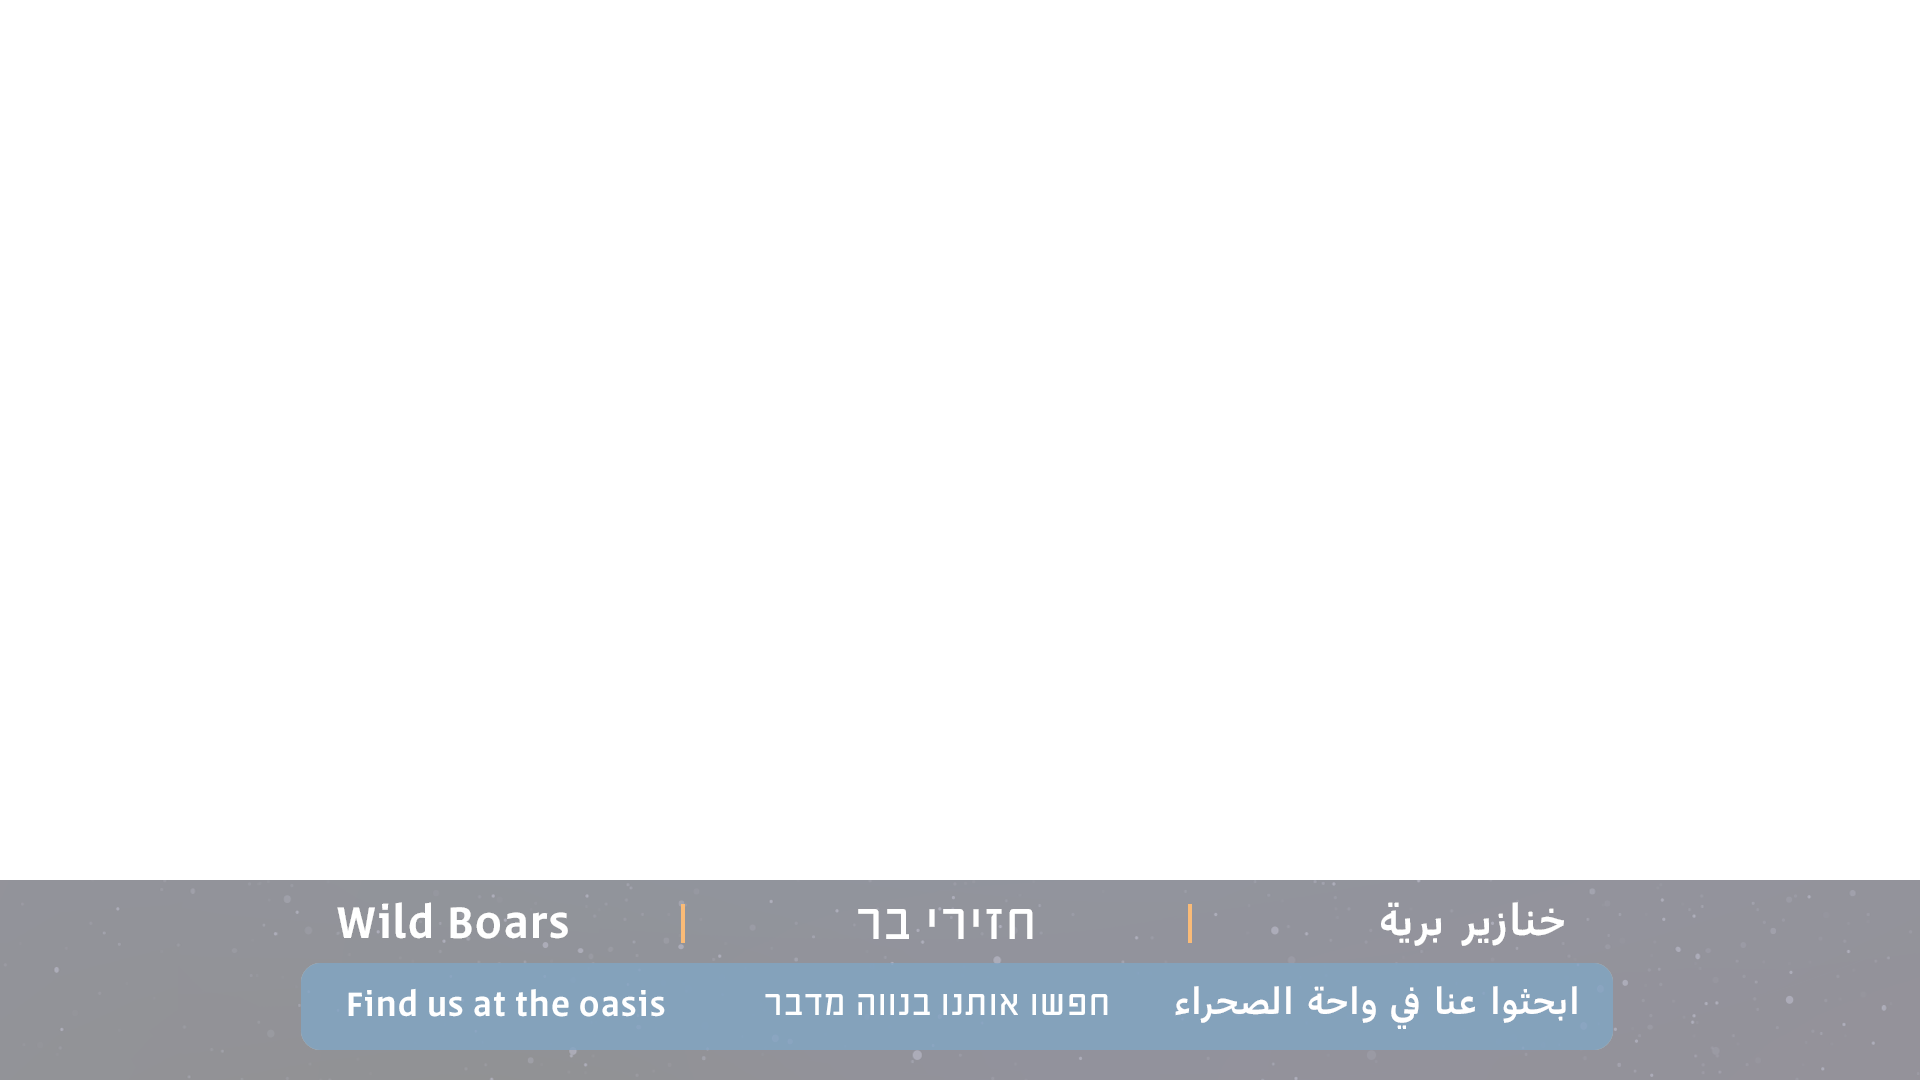 Wild Boars | חזירי בר | خنازير برية
Find us at the oasis חפשו אותנו בנווה מדבר ابحثوا عنا في واحة الصحراء